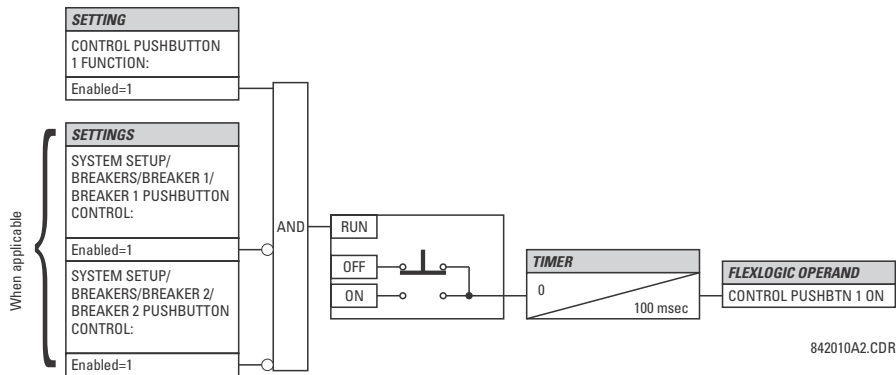 SETTING
CONTROL PUSHBUTTON
1 FUNCTION:
Enabled=1
When applicable
SETTINGS
SYSTEM SETUP/
BREAKERS/BREAKER 1/
BREAKER 1 PUSHBUTTON
CONTROL:
Enabled=1
SYSTEM SETUP/
BREAKERS/BREAKER 2/
BREAKER 2 PUSHBUTTON
CONTROL:
Enabled=1
AND
RUN
OFF
ON
TIMER
0
100 msec
FLEXLOGIC OPERAND
CONTROL PUSHBTN 1 ON
842010A2.CDR